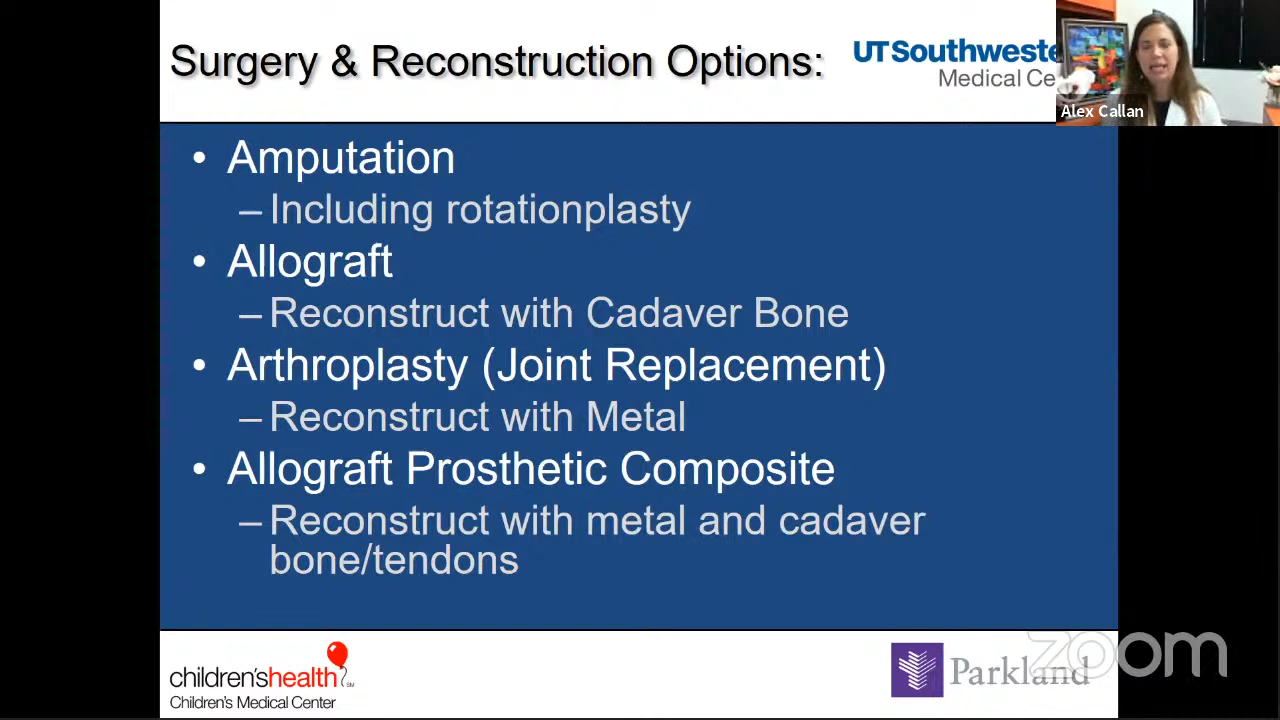 Surgery & Reconstruction Options:
UTSouthweste
Medical Ce
Alex Callan
• Amputation
– Including rotationplasty
• Allograft
– Reconstruct with Cadaver Bone
• Arthroplasty (Joint Replacement)
– Reconstruct with Metal
• Allograft Prosthetic Composite
– Reconstruct with metal and cadaver
bone/tendons
children'shealth℠
Children's Medical Center
Parkland
zoom